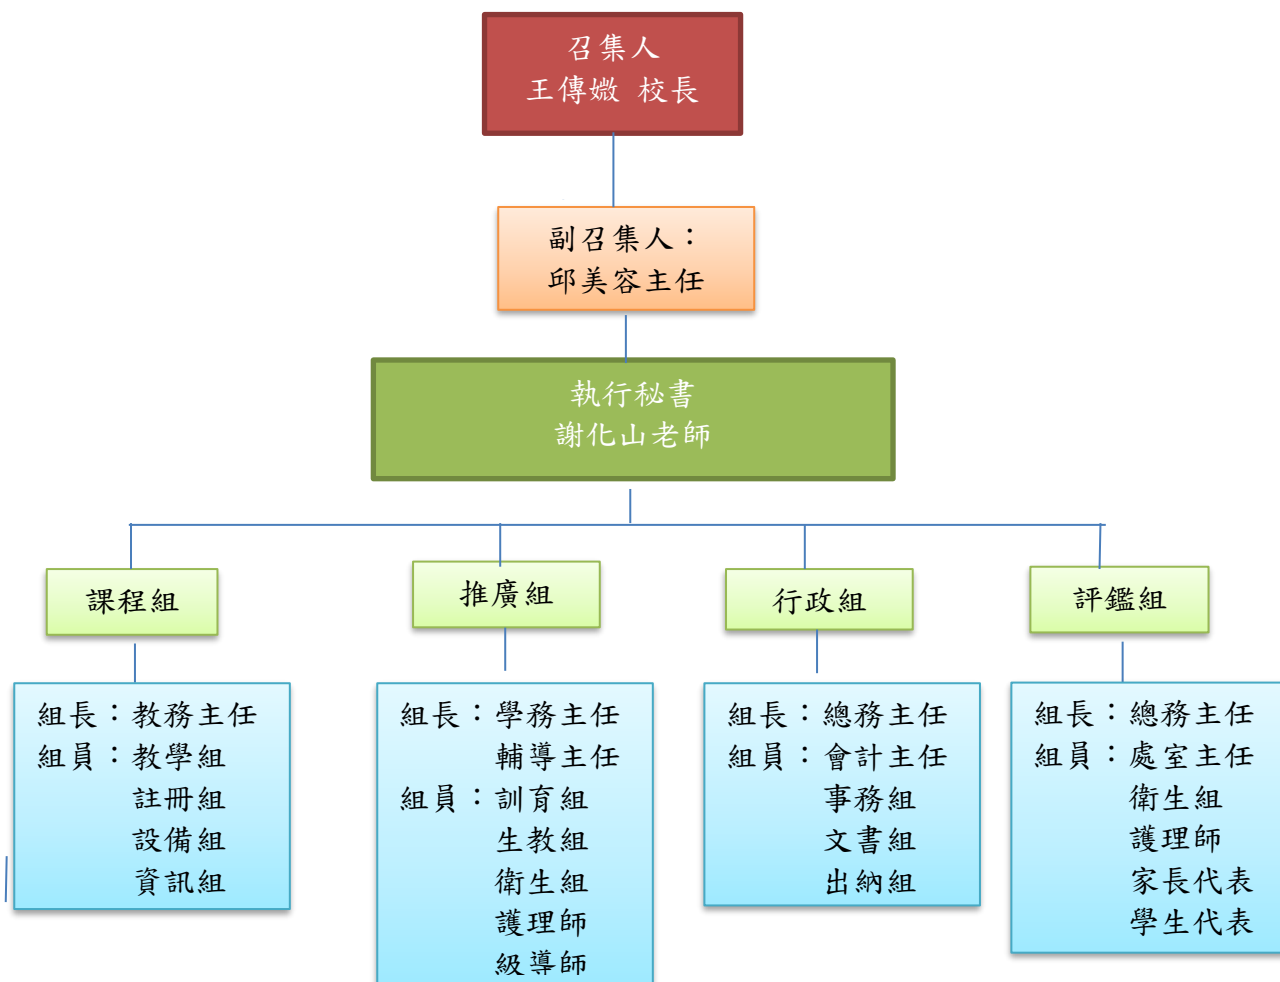 召集人
王傳媺 校長
副召集人：
邱美容主任
執行秘書
謝化山老師
課程組
推廣組
行政組
評鑑組
組長：教務主任
組員：教學組
註冊組
設備組
資訊組
組長：學務主任
輔導主任
組員：訓育組
生教組
衛生組
護理師
級導師
組長：總務主任
組員：會計主任
事務組
文書組
出納組
組長：總務主任
組員：處室主任
衛生組
護理師
家長代表
學生代表